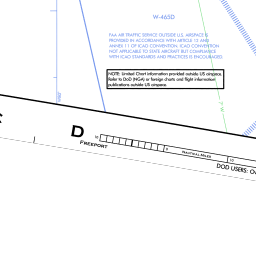 W-465D
FAA AIR TRAFFIC SERVICE OUTSIDE U.S. AIRSPACE IS
PROVIDED IN ACCORDANCE WITH ARTICLE 12 AND
ANNEX 11 OF ICAO CONVENTION. ICAO CONVENTION
NOT APPLICABLE TO STATE AIRCRAFT BUT COMPLIANCE
WITH ICAO STANDARDS AND PRACTICES IS ENCOURAGED.
NOTE: Limited Chart information provided outside US airspace.
Refer to DoD (NGA) or foreign charts and flight information
publications outside US airspace.
D
FREEPORT
10
NAUTICAL MILES
DOD USERS: